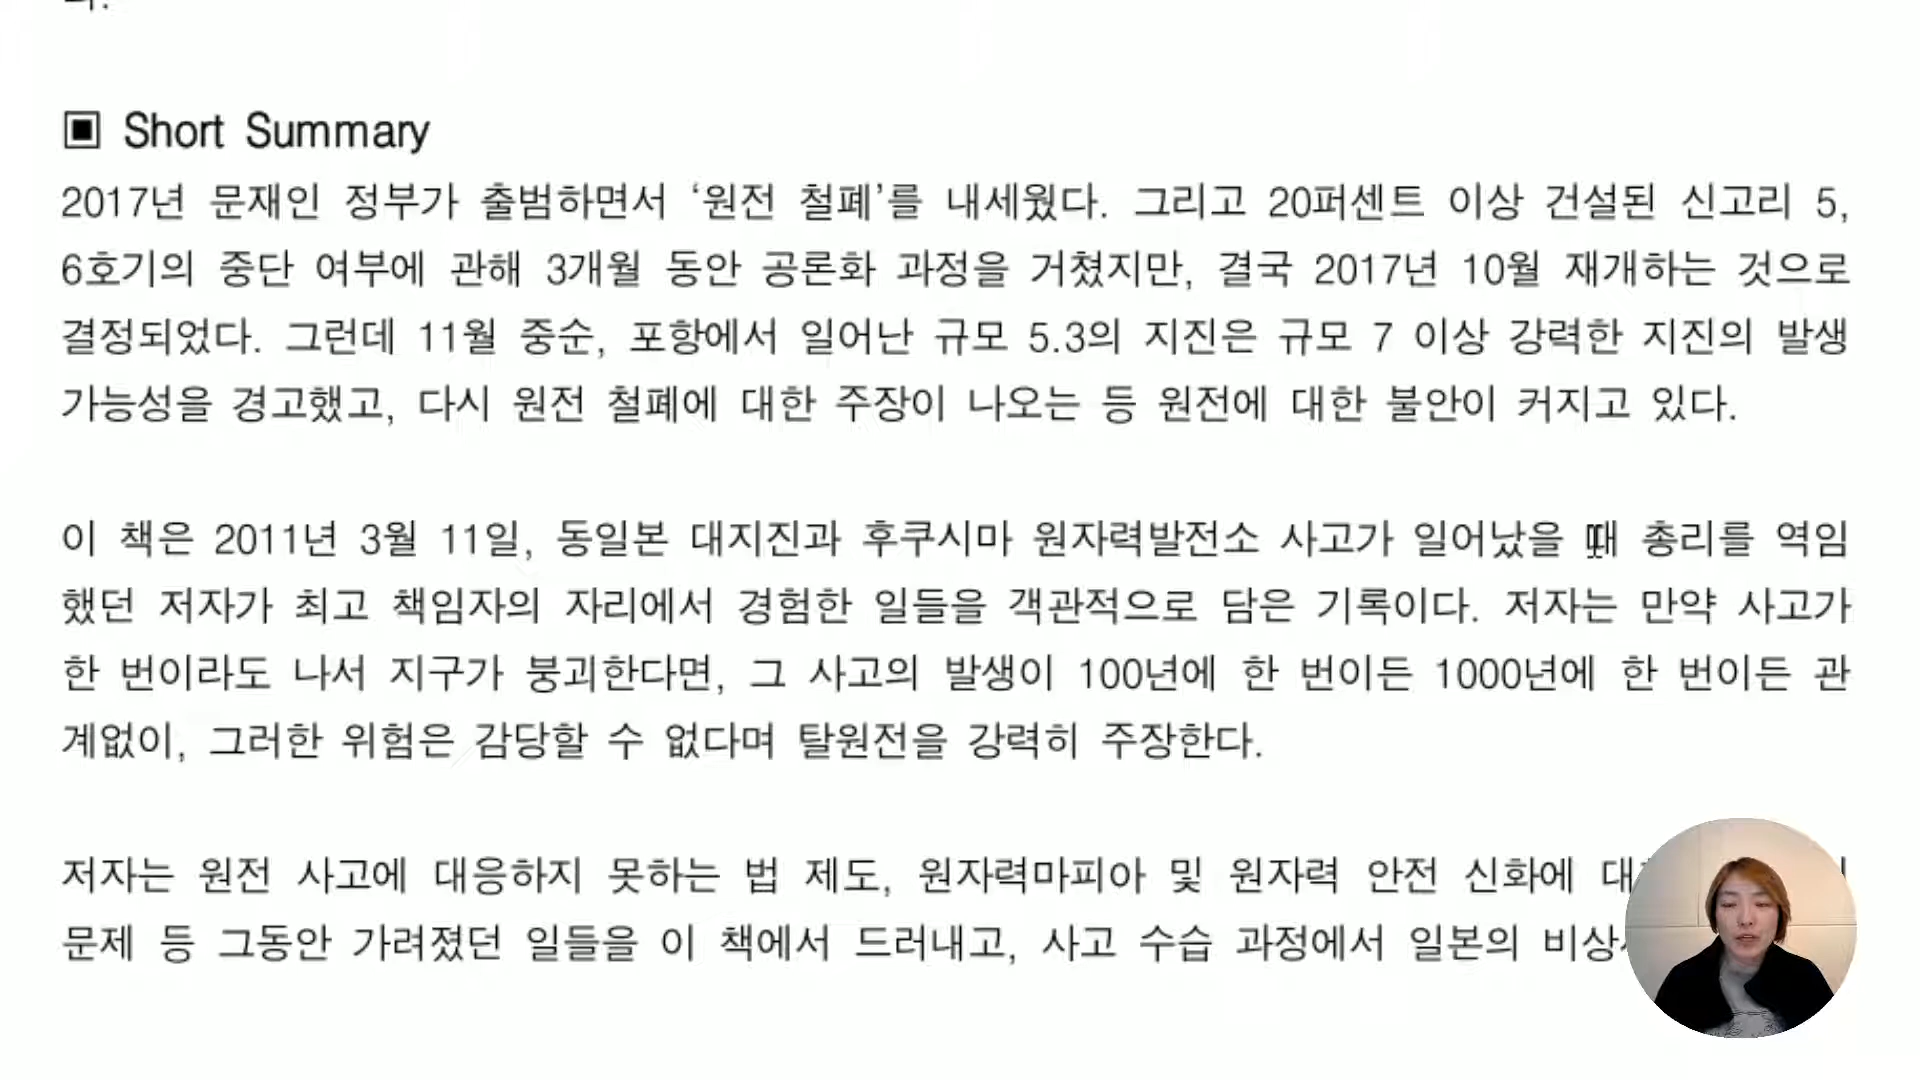 ▣ Short Summary
2017년 문재인 정부가 출범하면서 ‘원전 철폐’를 내세웠다. 그리고 20퍼센트 이상 건설된 신고리 5,
6호기의 중단 여부에 관해 3개월 동안 공론화 과정을 거쳤지만, 결국 2017년 10월 재개하는 것으로
결정되었다. 그런데 11월 중순, 포항에서 일어난 규모 5.3의 지진은 규모 7 이상 강력한 지진의 발생
가능성을 경고했고, 다시 원전 철폐에 대한 주장이 나오는 등 원전에 대한 불안이 커지고 있다.
이 책은 2011년 3월 11일, 동일본 대지진과 후쿠시마 원자력발전소 사고가 일어났을 때 총리를 역임
했던 저자가 최고 책임자의 자리에서 경험한 일들을 객관적으로 담은 기록이다. 저자는 만약 사고가
한 번이라도 나서 지구가 붕괴한다면, 그 사고의 발생이 100년에 한 번이든 1000년에 한 번이든 관
계없이, 그러한 위험은 감당할 수 없다며 탈원전을 강력히 주장한다.
저자는 원전 사고에 대응하지 못하는 법 제도, 원자력마피아 및 원자력 안전 신화에
문제 등 그동안 가려졌던 일들을 이 책에서 드러내고, 사고 수습 과정에서 일본의